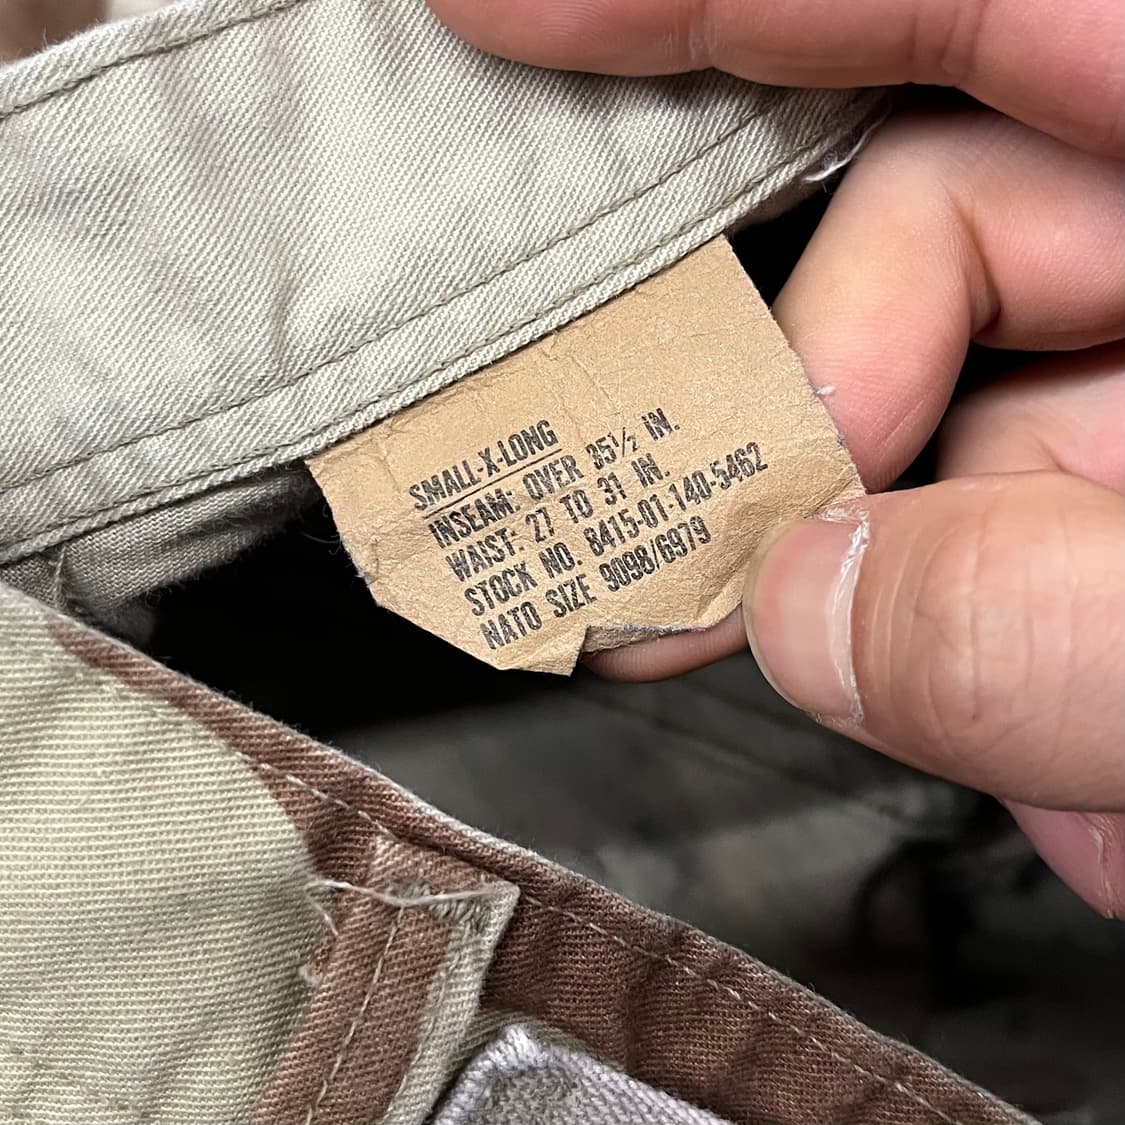 SMALL-X-LONG
INSEAM: OVER 35½ IN.
WAIST: 27 TO 31 IN.
STOCK NO. 8415-01-140-5462
NATO SIZE 9098/6979